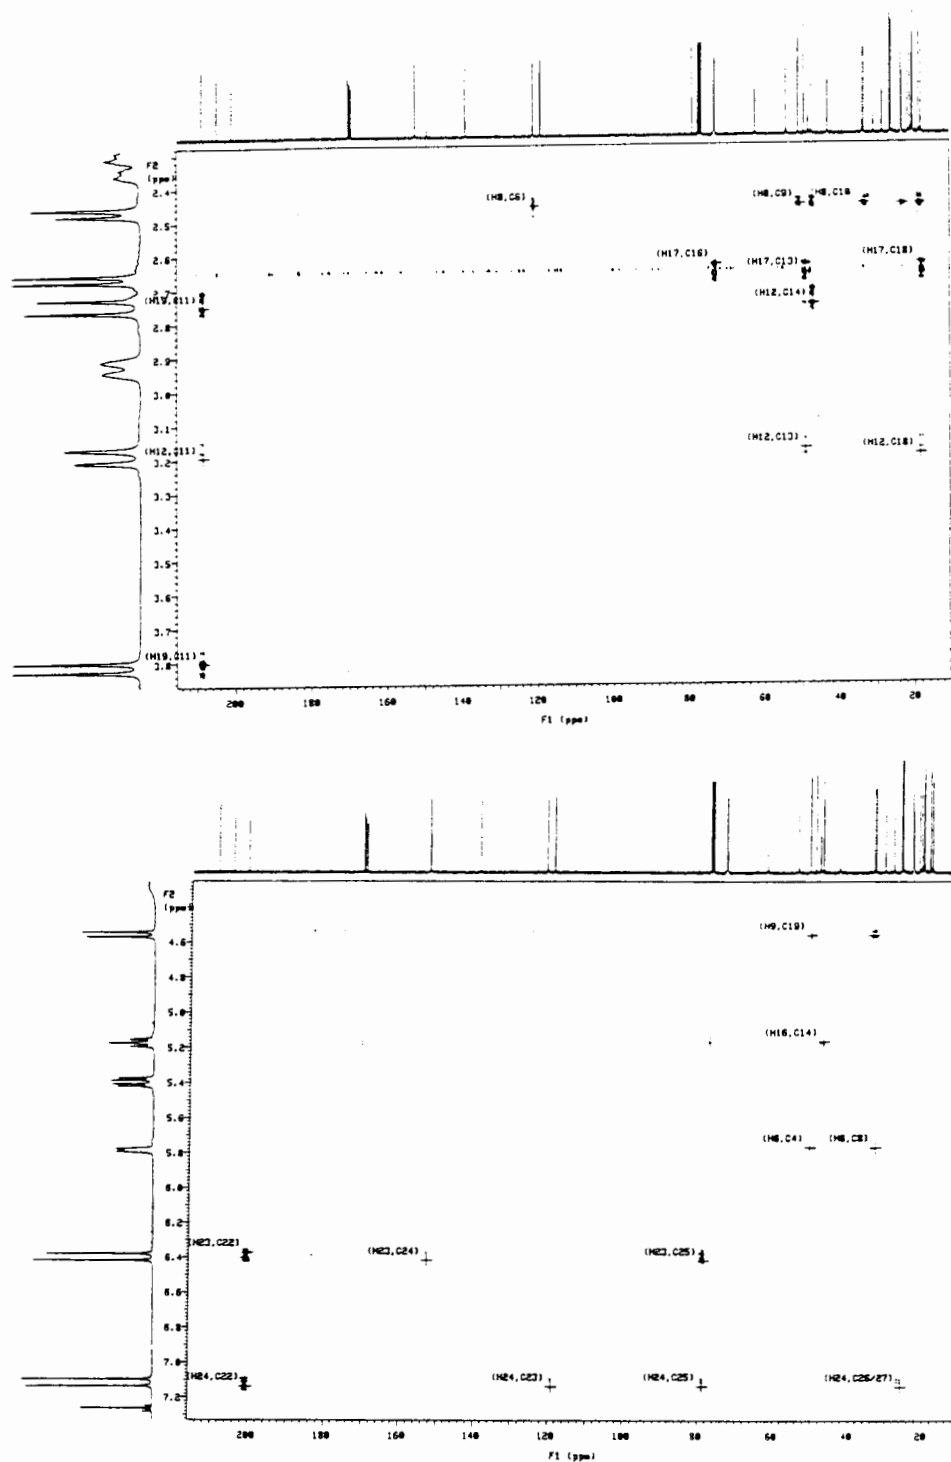 F2
(ppm)
2.4
(H8,C6)
(H8,C9)
(H8,C19
2.5
2.6
(H17,C16)
(H17,C13)
(H17,C18)
2.7
(H19,C11)
(H12,C14)
2.8
2.9
3.0
3.1
(H12,C11)
(H12,C13)
(H12,C18)
3.2
3.3
3.4
3.5
3.6
3.7
(H19,C11)
3.8
200 180 160 140 120 100 80 60 40 20
F1 (ppm)
F2
(ppm)
4.6
(H9,C19)
4.8
5.0
(H16,C14)
5.2
5.4
5.6
(H6,C4) (H6,C8)
5.8
6.0
6.2
(H23,C22)
(H23,C24)
(H23,C25)
6.4
6.6
6.8
7.0
(H24,C22)
(H24,C23)
(H24,C25)
(H24,C26/27)
7.2
200 180 160 140 120 100 80 60 40 20
F1 (ppm)